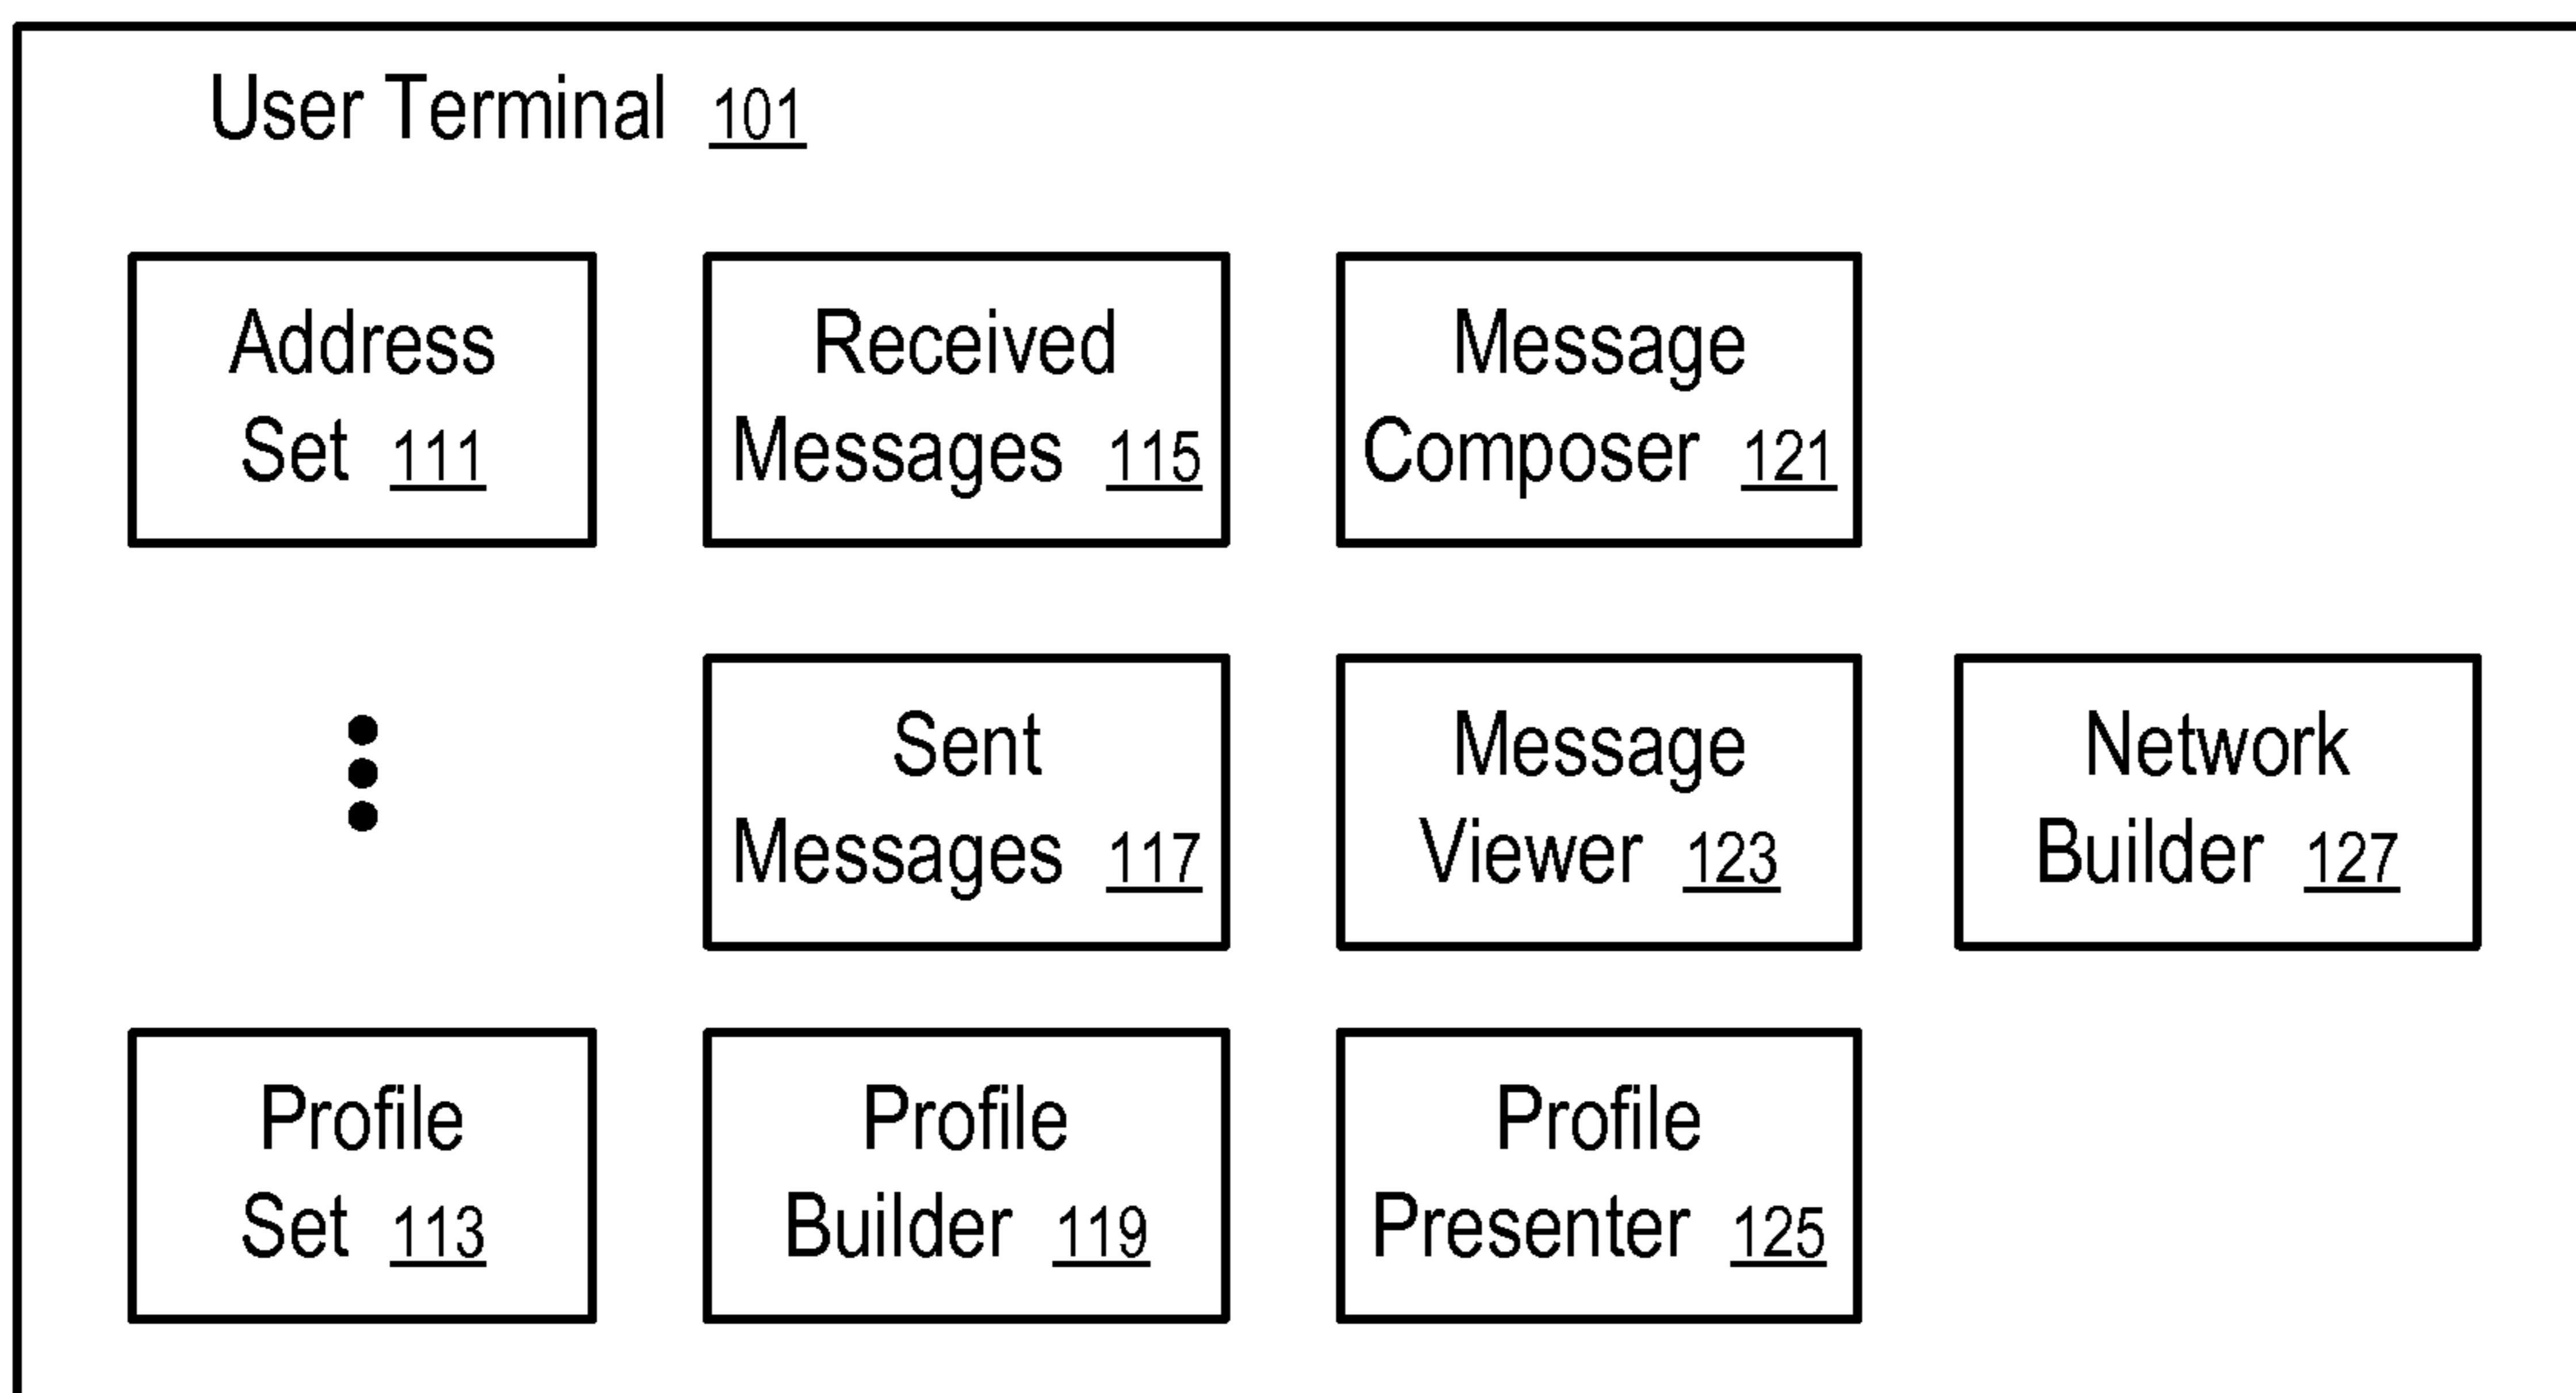 User Terminal 101
Address
Set 111
Received
Messages 115
Message
Composer 121
Sent
Messages 117
Message
Viewer 123
Network
Builder 127
Profile
Set 113
Profile
Builder 119
Profile
Presenter 125